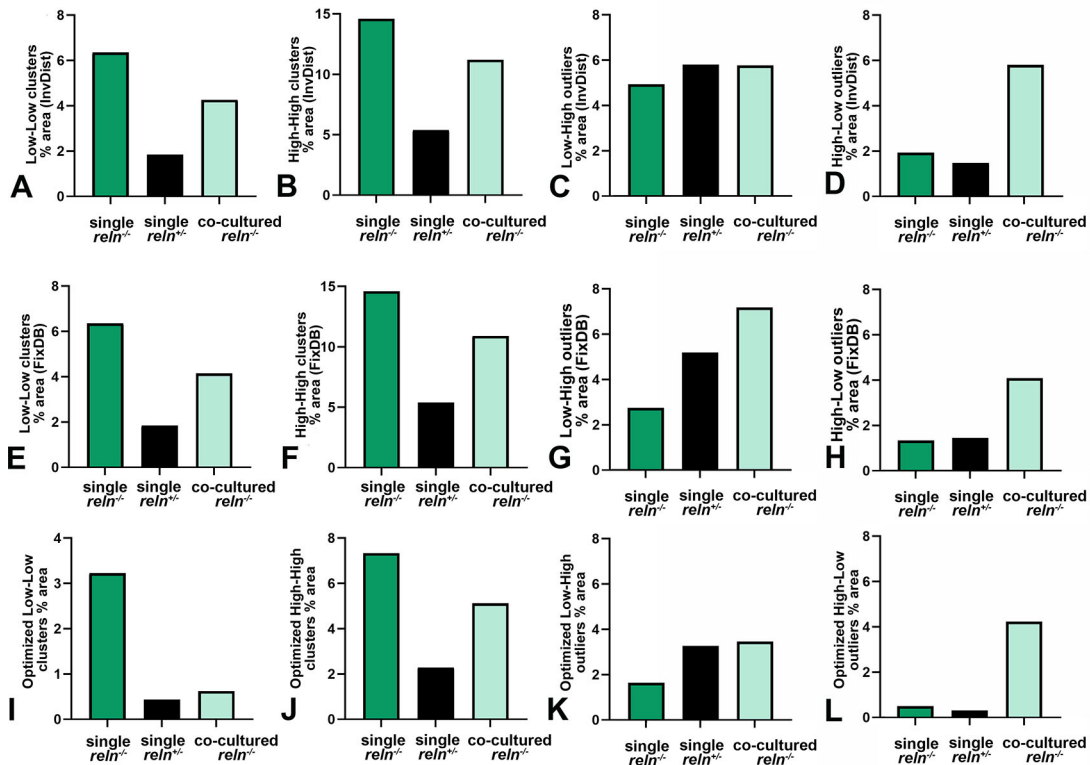 A
Low-Low clusters
% area (InvDist)
8
6
4
2
0
single
reln-/-
single
reln+/-
co-cultured
reln-/-
B
High-High clusters
% area (InvDist)
15
10
5
0
single
reln-/-
single
reln+/-
co-cultured
reln-/-
C
Low-High outliers
% area (InvDist)
8
6
4
2
0
single
reln-/-
single
reln+/-
co-cultured
reln-/-
D
High-Low outliers
% area (InvDist)
8
6
4
2
0
single
reln-/-
single
reln+/-
co-cultured
reln-/-
E
Low-Low clusters
% area (FixDB)
8
6
4
2
0
single
reln-/-
single
reln+/-
co-cultured
reln-/-
F
High-High clusters
% area (FixDB)
15
10
5
0
single
reln-/-
single
reln+/-
co-cultured
reln-/-
G
Low-High outliers
% area (FixDB)
8
6
4
2
0
single
reln-/-
single
reln+/-
co-cultured
reln-/-
H
High-Low outliers
% area (FixDB)
8
6
4
2
0
single
reln-/-
single
reln+/-
co-cultured
reln-/-
I
Optimized Low-Low
clusters % area
4
3
2
1
0
single
reln-/-
single
reln+/-
co-cultured
reln-/-
J
Optimized High-High
clusters % area
8
6
4
2
0
single
reln-/-
single
reln+/-
co-cultured
reln-/-
K
Optimized Low-High
outliers % area
8
6
4
2
0
single
reln-/-
single
reln+/-
co-cultured
reln-/-
L
Optimized High-Low
outliers % area
8
6
4
2
0
single
reln-/-
single
reln+/-
co-cultured
reln-/-